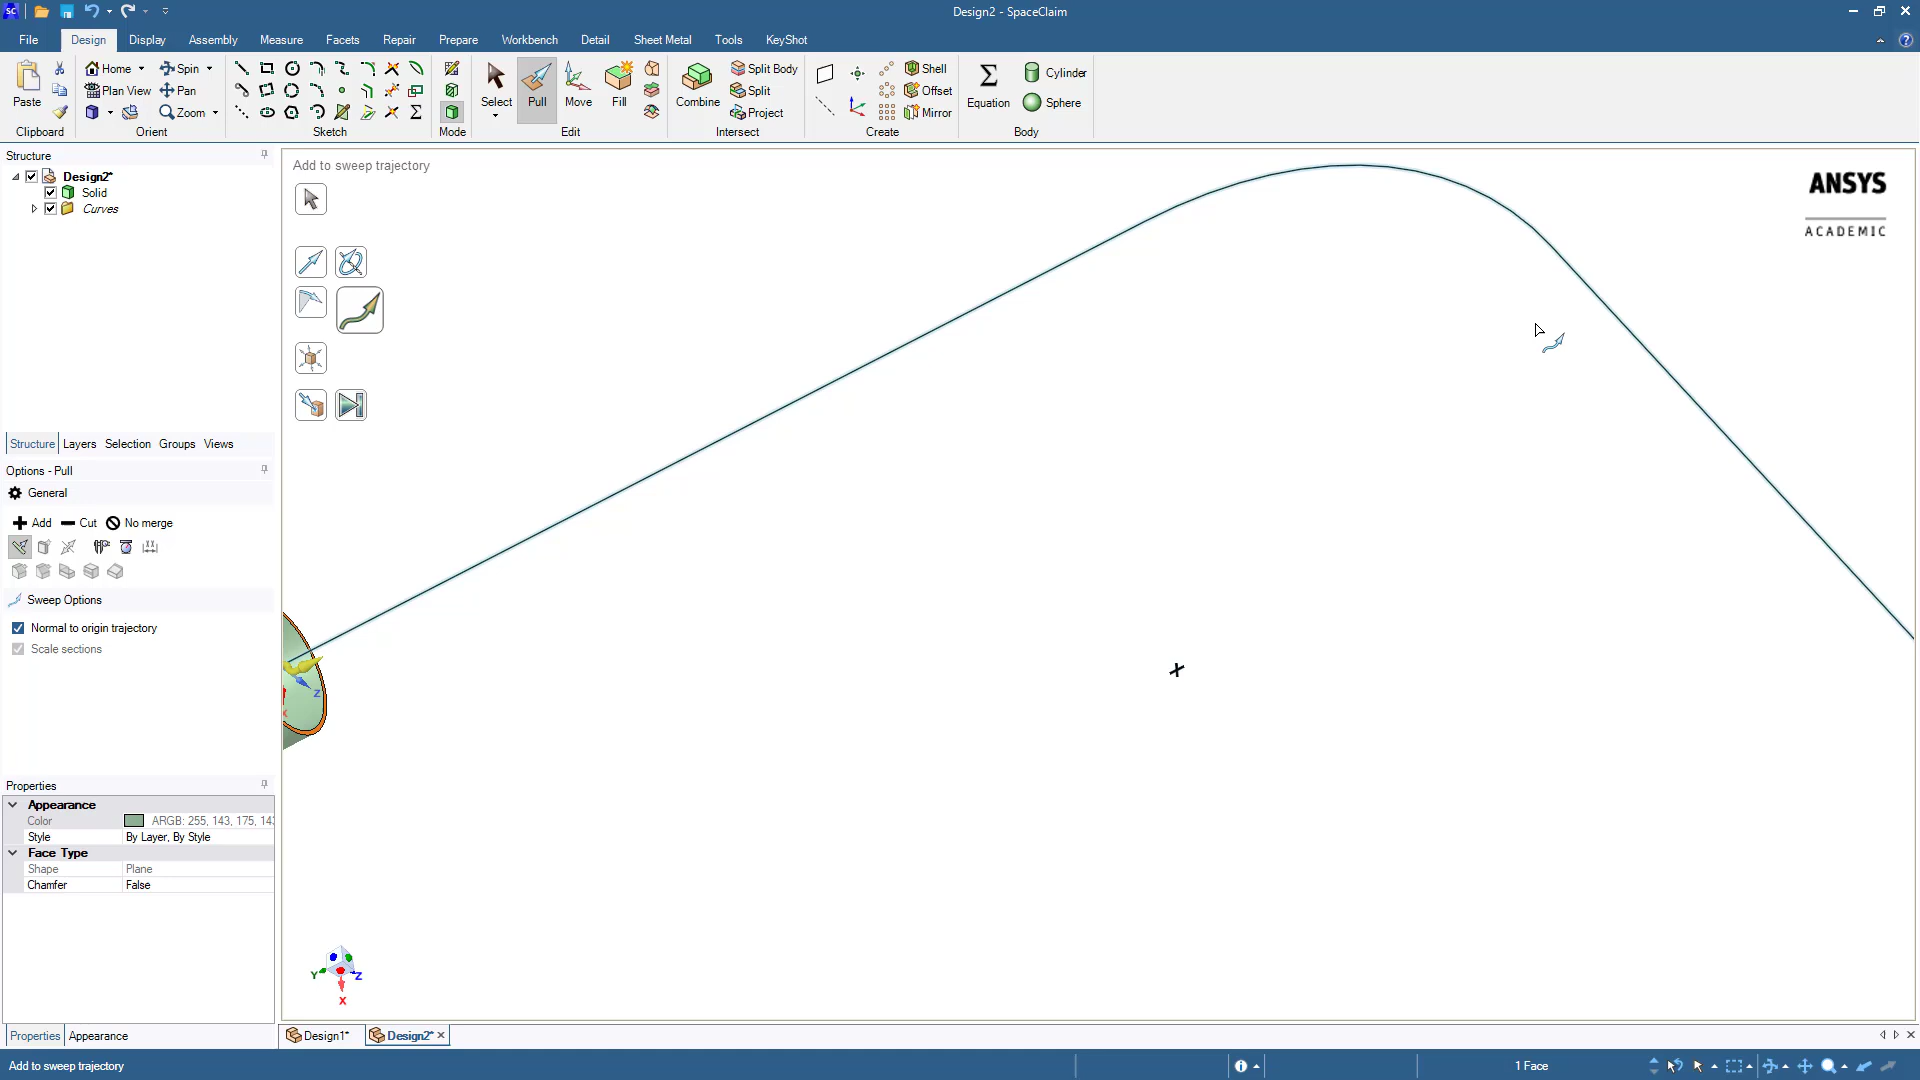 SC
Design2 - SpaceClaim
File Design Display Assembly Measure Facets Repair Prepare Workbench Detail Sheet Metal Tools KeyShot
Paste
Clipboard
Home Spin
Plan View Pan
Zoom
Orient
Sketch
Mode
Select Pull Move Fill
Edit
Combine
Split Body
Split
Project
Intersect
Shell
Offset
Mirror
Create
Equation
Cylinder
Sphere
Body
Structure
Design2*
Solid
Curves
Structure Layers Selection Groups Views
Options - Pull
General
Add Cut No merge
Sweep Options
Normal to origin trajectory
Scale sections
Properties
Appearance
Color ARGB: 255, 143, 175, 143
Style By Layer, By Style
Face Type
Shape Plane
Chamfer False
Properties Appearance
Add to sweep trajectory
ANSYS
ACADEMIC
Z
X
Y Z
X
Design1* Design2*
Add to sweep trajectory
1 Face